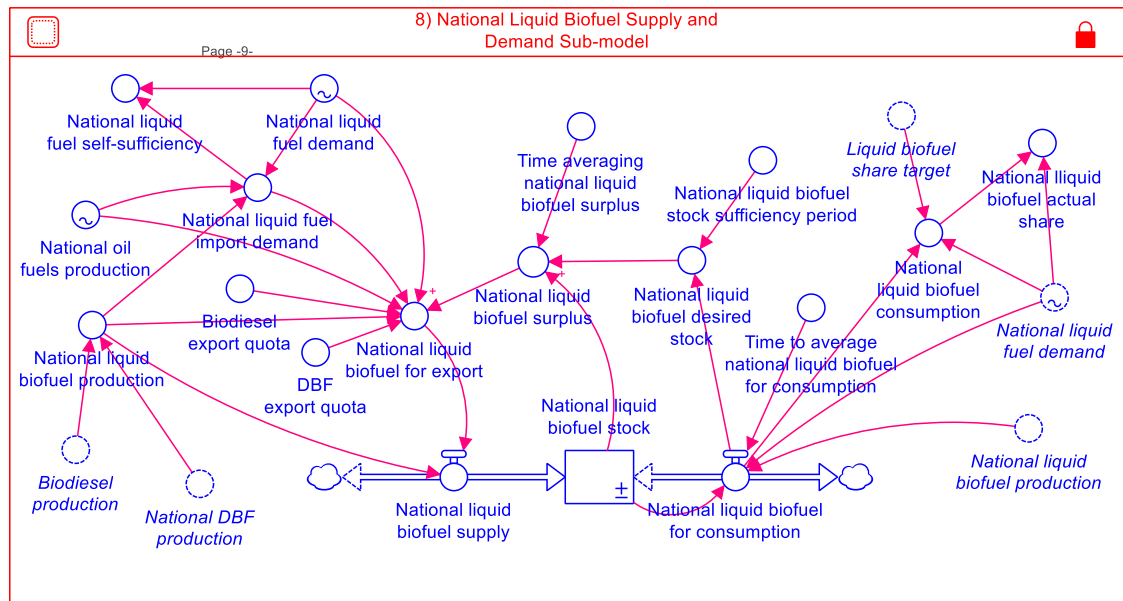 8) National Liquid Biofuel Supply and
Demand Sub-model
Page -9-
National liquid
fuel self-sufficiency
National liquid
fuel demand
Time averaging
national liquid
biofuel surplus
National liquid biofuel
stock sufficiency period
Liquid biofuel
share target
National lliquid
biofuel actual
share
National liquid fuels
import demand
National oil
fuels production
Biodiesel
export quota
National liquid
biofuel surplus
National liquid
biofuel desired
stock
National
liquid biofuel
consumption
National liquid
fuel demand
National liquid
biofuel production
DBF
export quota
National liquid
biofuel for export
Time to average
national liquid biofuel
for consumption
National liquid
biofuel stock
Biodiesel
production
National DBF
production
National liquid
biofuel supply
National liquid biofuel
for consumption
National liquid
biofuel production